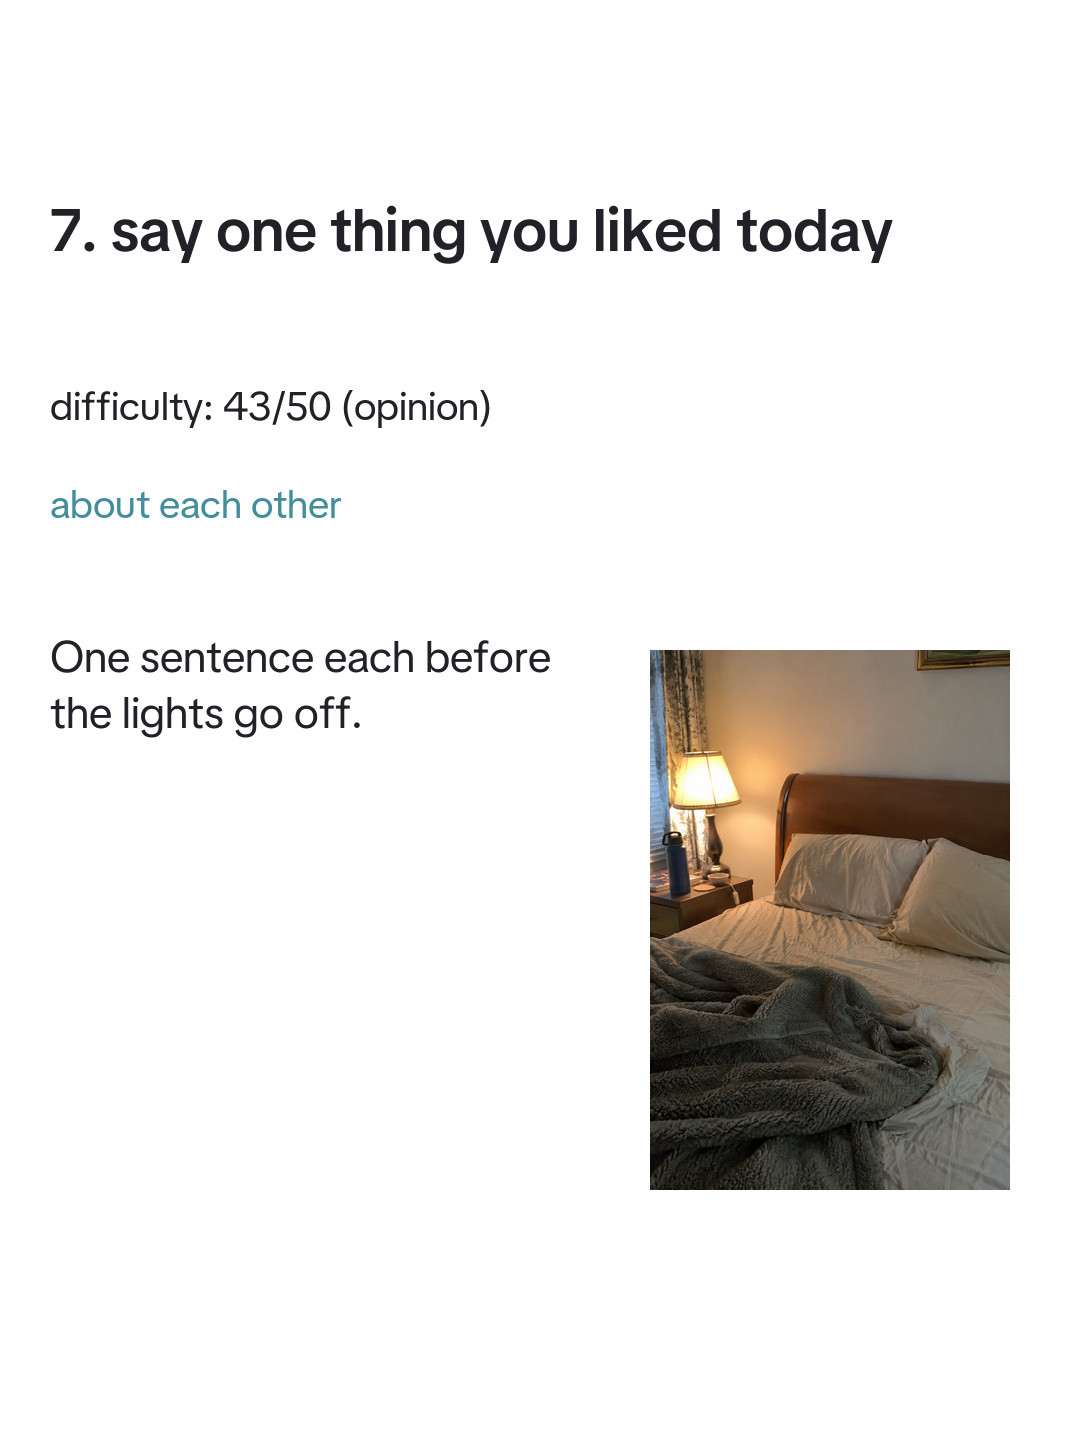 7. say one thing you liked today
difficulty: 43/50 (opinion)
about each other
One sentence each before
the lights go off.